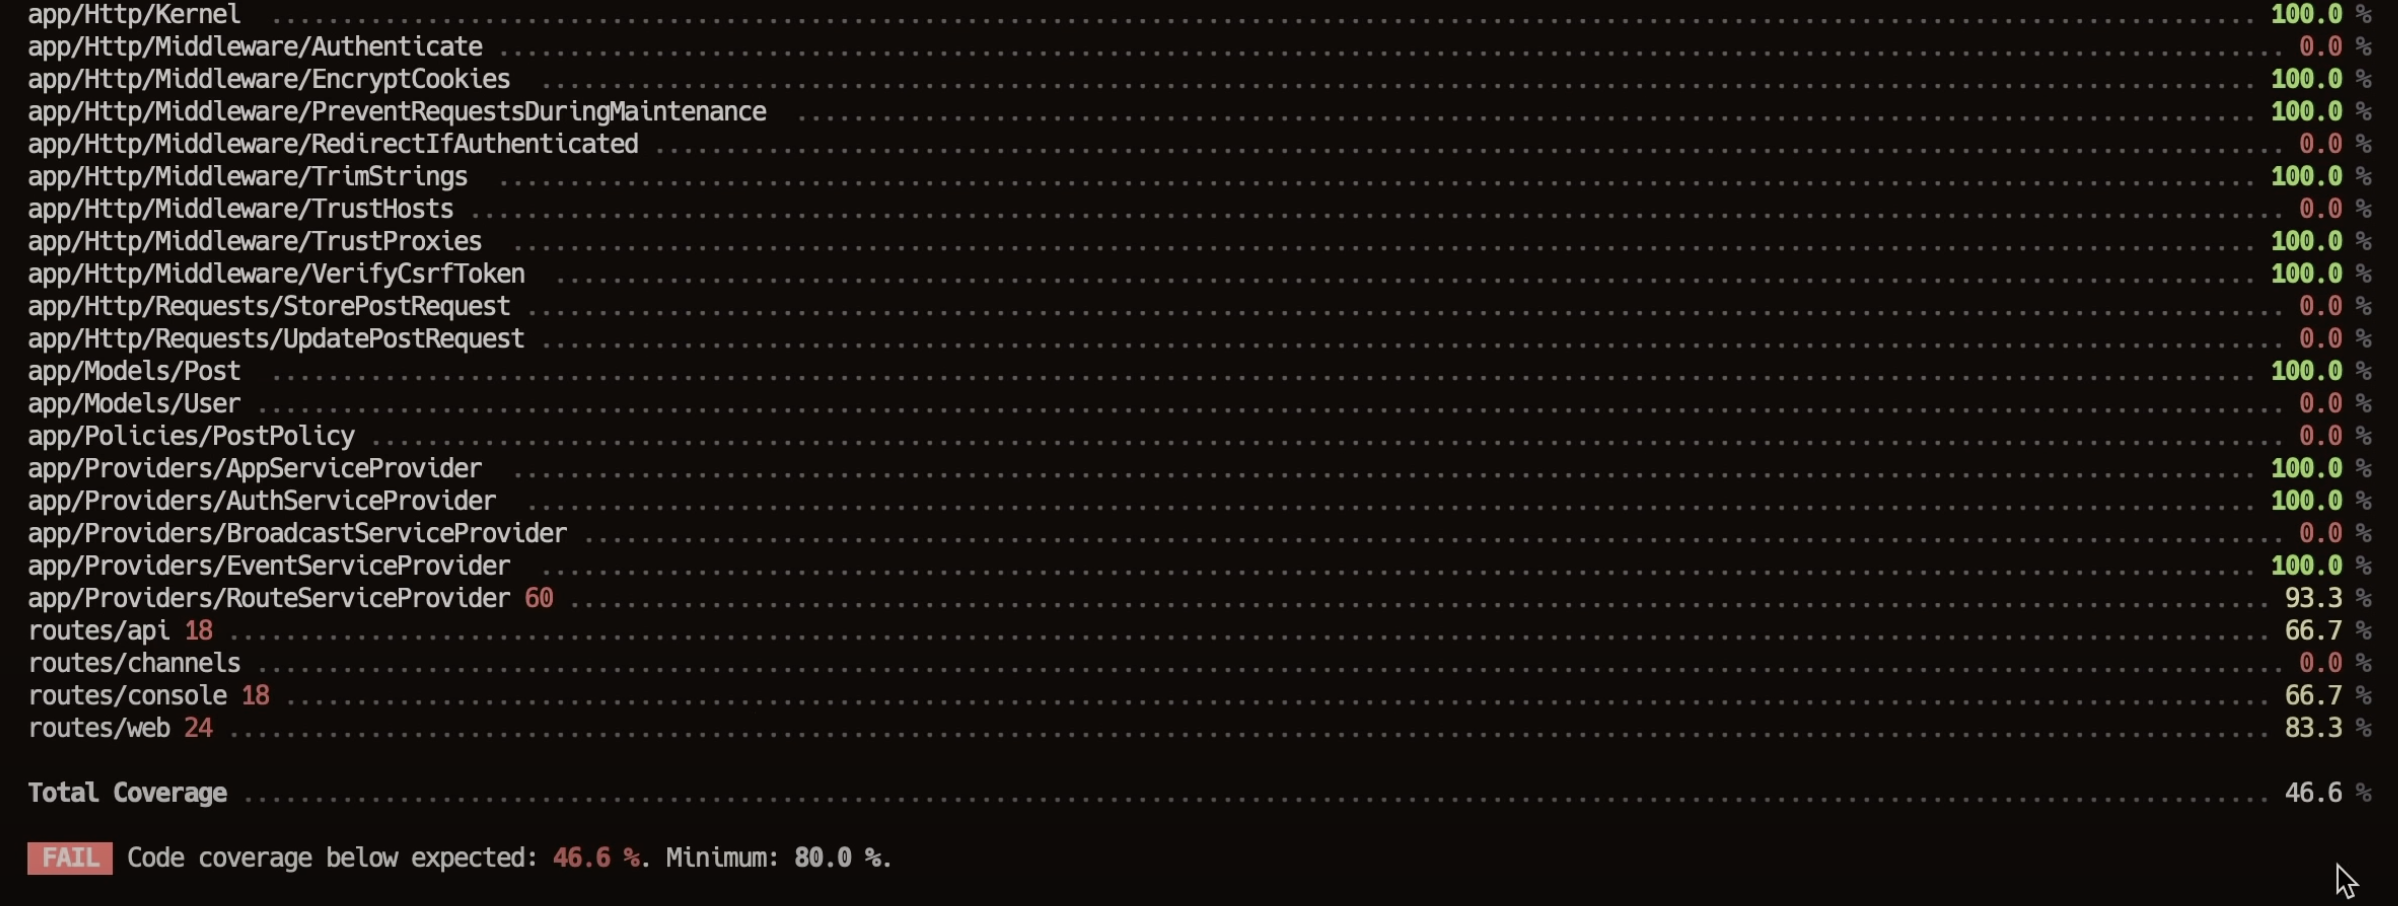 app/Http/Kernel ................................ 100.0 %
app/Http/Middleware/Authenticate ................................ 0.0 %
app/Http/Middleware/EncryptCookies ................................ 100.0 %
app/Http/Middleware/PreventRequestsDuringMaintenance ................................ 100.0 %
app/Http/Middleware/RedirectIfAuthenticated ................................ 0.0 %
app/Http/Middleware/TrimStrings ................................ 100.0 %
app/Http/Middleware/TrustHosts ................................ 0.0 %
app/Http/Middleware/TrustProxies ................................ 100.0 %
app/Http/Middleware/VerifyCsrfToken ................................ 100.0 %
app/Http/Requests/StorePostRequest ................................ 0.0 %
app/Http/Requests/UpdatePostRequest ................................ 0.0 %
app/Models/Post ................................ 100.0 %
app/Models/User ................................ 0.0 %
app/Policies/PostPolicy ................................ 0.0 %
app/Providers/AppServiceProvider ................................ 100.0 %
app/Providers/AuthServiceProvider ................................ 100.0 %
app/Providers/BroadcastServiceProvider ................................ 0.0 %
app/Providers/EventServiceProvider ................................ 100.0 %
app/Providers/RouteServiceProvider 60 ................................ 93.3 %
routes/api 18 ................................ 66.7 %
routes/channels ................................ 0.0 %
routes/console 18 ................................ 66.7 %
routes/web 24 ................................ 83.3 %
Total Coverage ................................ 46.6 %
FAIL Code coverage below expected: 46.6 %. Minimum: 80.0 %.